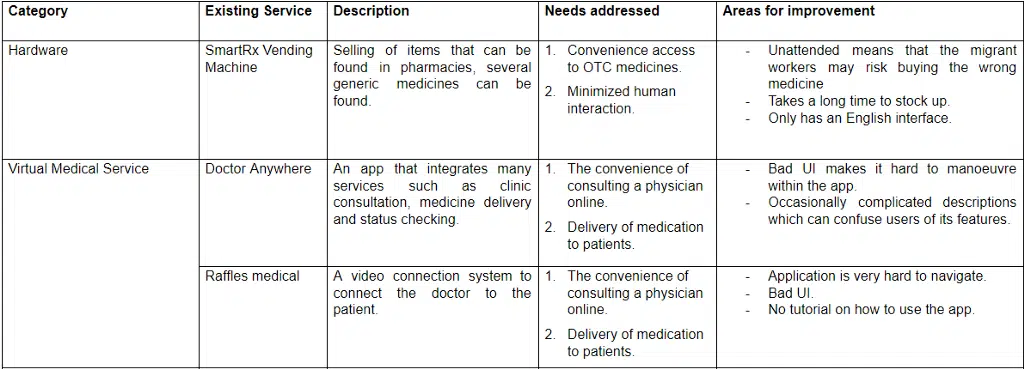 Category
Existing Service
Description
Needs addressed
Areas for improvement
Hardware
SmartRx Vending
Machine
Selling of items that can be
found in pharmacies, several
generic medicines can be
found.
1. Convenience access
to OTC medicines.
2. Minimized human
interaction.
- Unattended means that the migrant
workers may risk buying the wrong
medicine
- Takes a long time to stock up.
- Only has an English interface.
Virtual Medical Service
Doctor Anywhere
An app that integrates many
services such as clinic
consultation, medicine delivery
and status checking.
1. The convenience of
consulting a physician
online.
2. Delivery of medication
to patients.
- Bad UI makes it hard to manoeuvre
within the app.
- Occasionally complicated descriptions
which can confuse users of its features.
Raffles medical
A video connection system to
connect the doctor to the
patient.
1. The convenience of
consulting a physician
online.
2. Delivery of medication
to patients.
- Application is very hard to navigate.
- Bad UI.
- No tutorial on how to use the app.